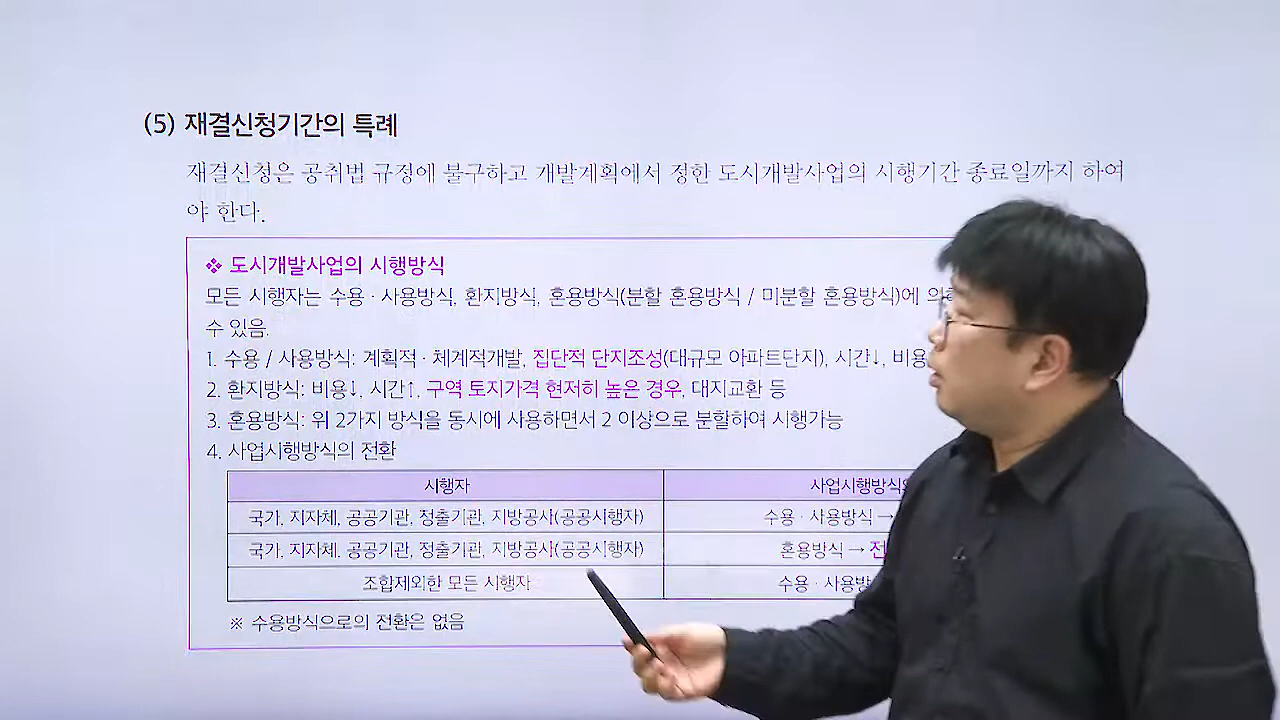 (5) 재결신청기간의 특례
재결신청은 공취법 규정에 불구하고 개발계획에서 정한 도시개발사업의 시행기간 종료일까지 하여
야 한다.
❖ 도시개발사업의 시행방식
모든 시행자는 수용 · 사용방식, 환지방식, 혼용방식(분할 혼용방식 / 미분할 혼용방식)에
수 있음.
1. 수용 / 사용방식: 계획적 · 체계적개발, 집단적 단지조성(대규모 아파트단지), 시간↓, 비용
2. 환지방식: 비용↓, 시간↑, 구역 토지가격 현저히 높은 경우, 대지교환 등
3. 혼용방식: 위 2가지 방식을 동시에 사용하면서 2 이상으로 분할하여 시행가능
4. 사업시행방식의 전환
시행자 사업시행방식
국가, 지자체, 공공기관, 정출기관, 지방공사(공공시행자) 수용 · 사용방식 →
국가, 지자체, 공공기관, 정출기관, 지방공사(공공시행자) 혼용방식 → 전
조합제외한 모든 시행자 수용 · 사용방
※ 수용방식으로의 전환은 없음